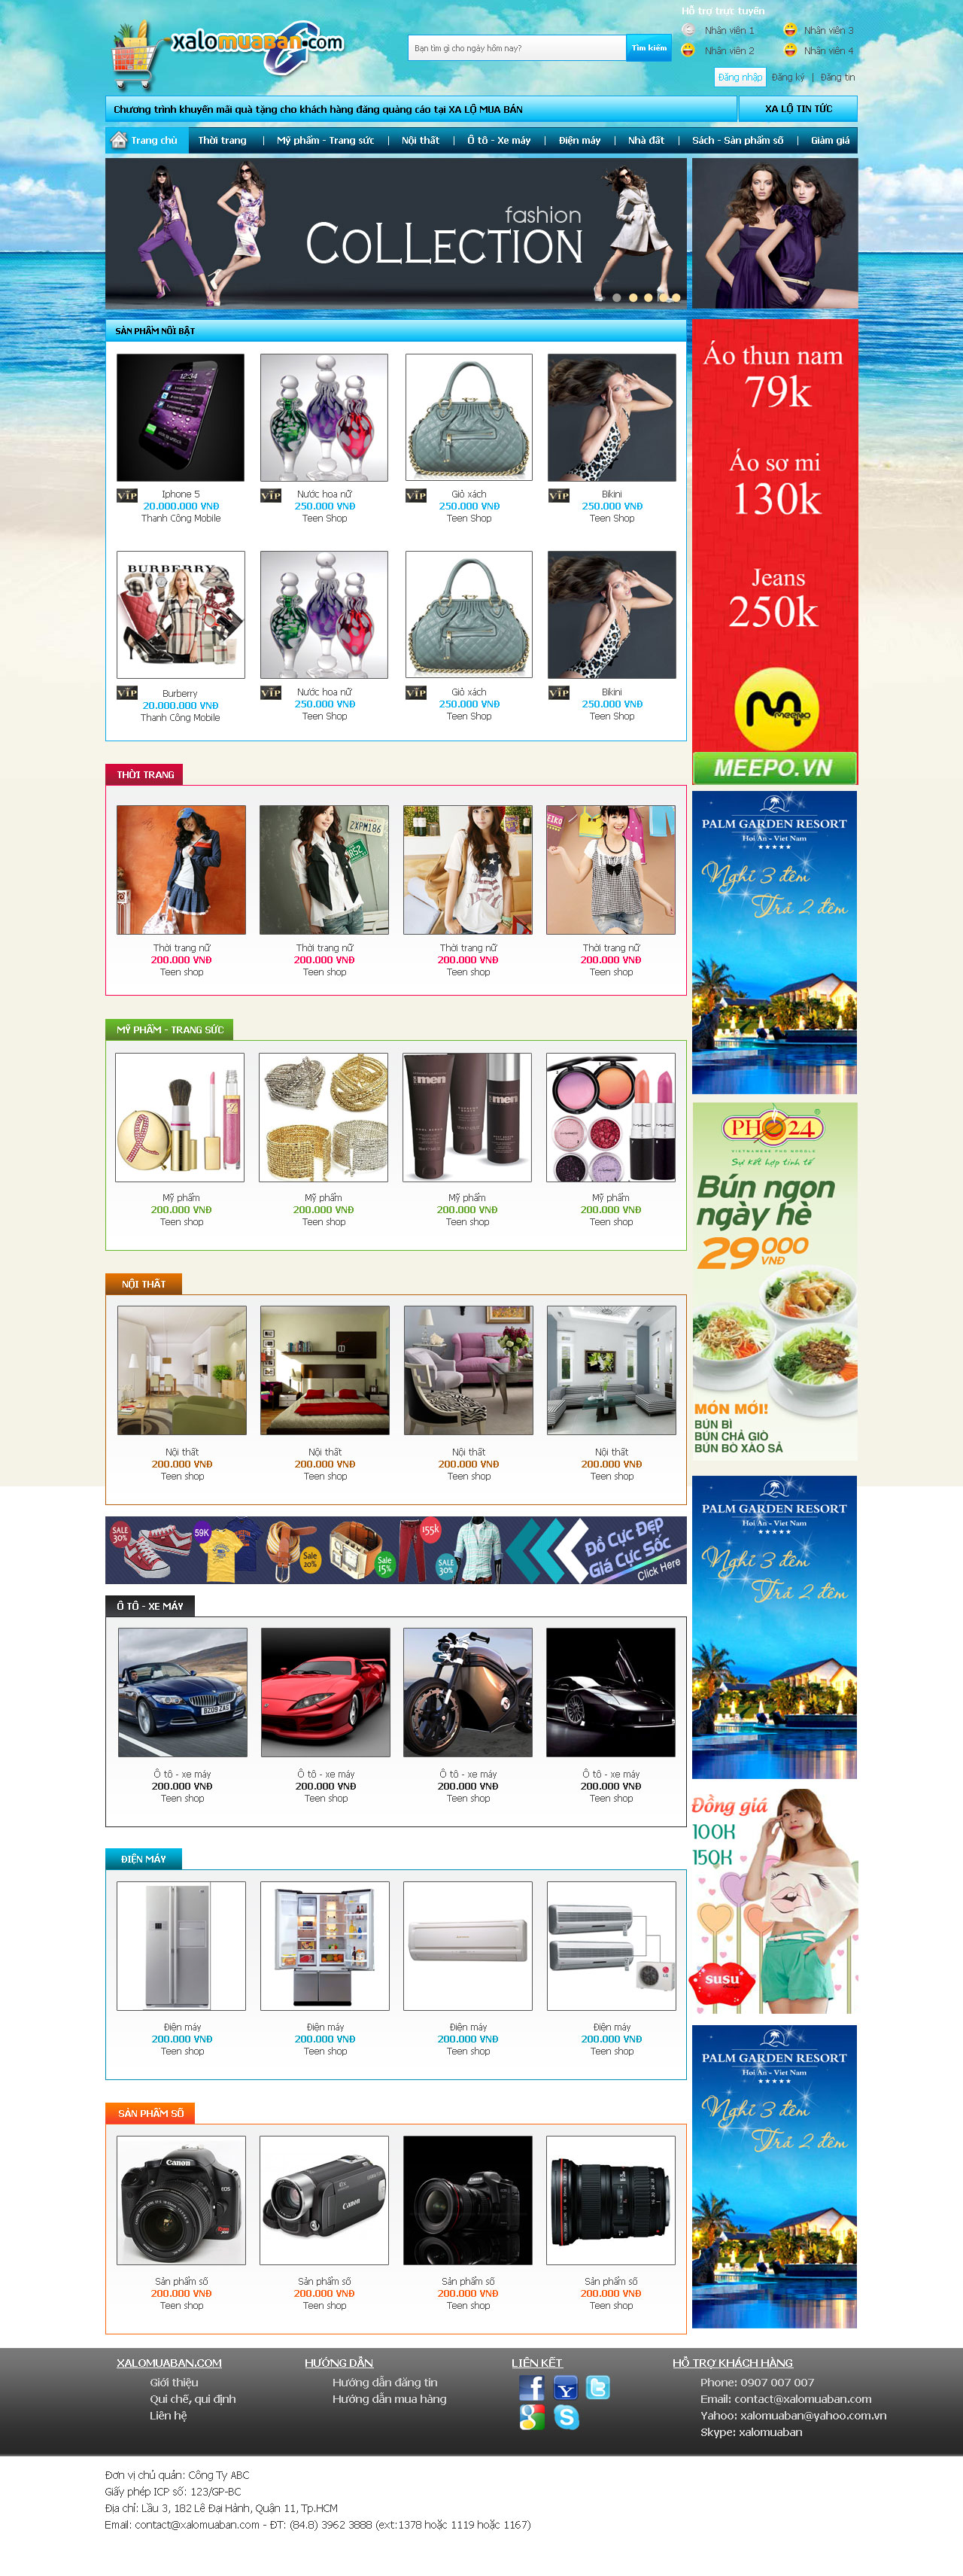 Hỗ trợ trực tuyến
xalomuaban.com
Bạn tìm gì cho ngày hôm nay?
Tìm kiếm
Nhân viên 1
Nhân viên 3
Nhân viên 2
Nhân viên 4
Đăng nhập
Đăng ký | Đăng tin
Chương trình khuyến mãi quà tặng cho khách hàng đăng quảng cáo tại XA LỘ MUA BÁN
XA LỘ TIN TỨC
Trang chủ
Thời trang | Mỹ phẩm - Trang sức | Nội thất | Ô tô - Xe máy | Điện máy | Nhà đất | Sách - Sản phẩm số | Giảm giá
fashion
COLLECTION
SẢN PHẨM NỔI BẬT
12:34
VIP
Iphone 5
20.000.000 VNĐ
Thanh Công Mobile
VIP
Nước hoa nữ
250.000 VNĐ
Teen Shop
VIP
Giỏ xách
250.000 VNĐ
Teen Shop
VIP
Bikini
250.000 VNĐ
Teen Shop
BURBERRY
VIP
Burberry
20.000.000 VNĐ
Thanh Công Mobile
VIP
Nước hoa nữ
250.000 VNĐ
Teen Shop
VIP
Giỏ xách
250.000 VNĐ
Teen Shop
VIP
Bikini
250.000 VNĐ
Teen Shop
Áo thun nam
79k
Áo sơ mi
130k
Jeans
250k
MEEPO
MEEPO.VN
THỜI TRANG
2XPM186
Thời trang nữ
200.000 VNĐ
Teen shop
Thời trang nữ
200.000 VNĐ
Teen shop
Thời trang nữ
200.000 VNĐ
Teen shop
Thời trang nữ
200.000 VNĐ
Teen shop
PALM GARDEN RESORT
Hoi An - Viet Nam
Nghỉ 3 đêm
Trả 2 đêm
MỸ PHẨM - TRANG SỨC
men
men
Mỹ phẩm
200.000 VNĐ
Teen shop
Mỹ phẩm
200.000 VNĐ
Teen shop
Mỹ phẩm
200.000 VNĐ
Teen shop
Mỹ phẩm
200.000 VNĐ
Teen shop
PHỞ 24
VIETNAMESE PHO NOODLE
Sự kết hợp tinh tế
Bún ngon
ngày hè
29000
VNĐ
MÓN MỚI!
BÚN BÌ
BÚN CHẢ GIÒ
BÚN BÒ XÀO SẢ
NỘI THẤT
Nội thất
200.000 VNĐ
Teen shop
Nội thất
200.000 VNĐ
Teen shop
Nội thất
200.000 VNĐ
Teen shop
Nội thất
200.000 VNĐ
Teen shop
SALE 30%
59K
Sale 20%
Sale 15%
155k
SALE 30%
Đồ Cực Đẹp
Giá Cực Sốc
Click Here
PALM GARDEN RESORT
Hoi An - Viet Nam
Nghỉ 3 đêm
Trả 2 đêm
Ô TÔ - XE MÁY
Ô tô - xe máy
200.000 VNĐ
Teen shop
Ô tô - xe máy
200.000 VNĐ
Teen shop
Ô tô - xe máy
200.000 VNĐ
Teen shop
Ô tô - xe máy
200.000 VNĐ
Teen shop
Đồng giá
100K
150K
susu
ĐIỆN MÁY
LG
Điện máy
200.000 VNĐ
Teen shop
Điện máy
200.000 VNĐ
Teen shop
Điện máy
200.000 VNĐ
Teen shop
Điện máy
200.000 VNĐ
Teen shop
PALM GARDEN RESORT
Hoi An - Viet Nam
Nghỉ 3 đêm
Trả 2 đêm
SẢN PHẨM SỐ
Canon
EOS
Canon
Sản phẩm số
200.000 VNĐ
Teen shop
Sản phẩm số
200.000 VNĐ
Teen shop
Sản phẩm số
200.000 VNĐ
Teen shop
Sản phẩm số
200.000 VNĐ
Teen shop
XALOMUABAN.COM
Giới thiệu
Qui chế, qui định
Liên hệ
HƯỚNG DẪN
Hướng dẫn đăng tin
Hướng dẫn mua hàng
LIÊN KẾT
HỖ TRỢ KHÁCH HÀNG
Phone: 0907 007 007
Email: contact@xalomuaban.com
Yahoo: xalomuaban@yahoo.com.vn
Skype: xalomuaban
Đơn vị chủ quản: Công Ty ABC
Giấy phép ICP số: 123/GP-BC
Địa chỉ: Lầu 3, 182 Lê Đại Hành, Quận 11, Tp.HCM
Email: contact@xalomuaban.com - ĐT: (84.8) 3962 3888 (ext:1378 hoặc 1119 hoặc 1167)